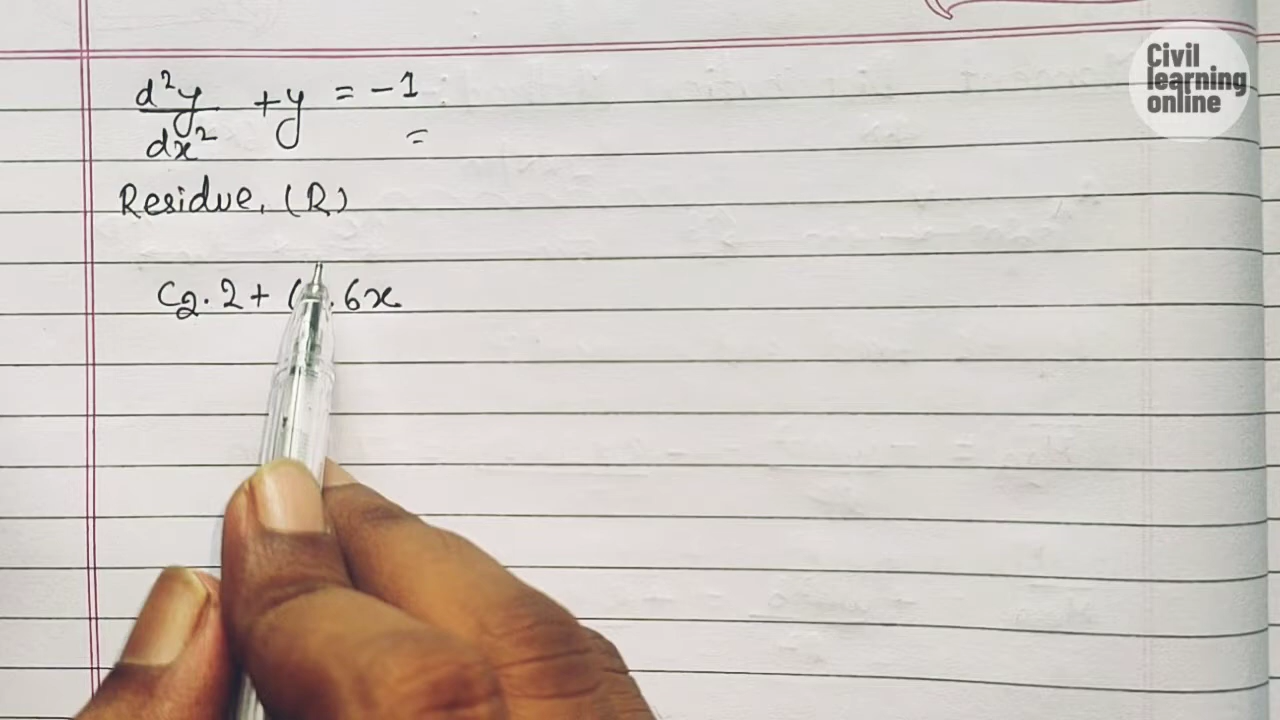 d²y/dx² + y = -1
=
Residue, (R)
C₂.2 + ( .6x
Civil
learning
online